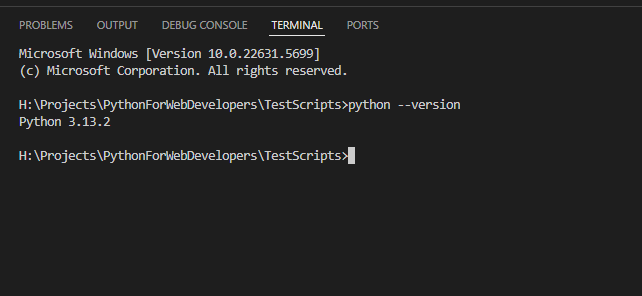 PROBLEMS OUTPUT DEBUG CONSOLE TERMINAL PORTS
Microsoft Windows [Version 10.0.22631.5699]
(c) Microsoft Corporation. All rights reserved.
H:\Projects\PythonForWebDevelopers\TestScripts>python --version
Python 3.13.2
H:\Projects\PythonForWebDevelopers\TestScripts>